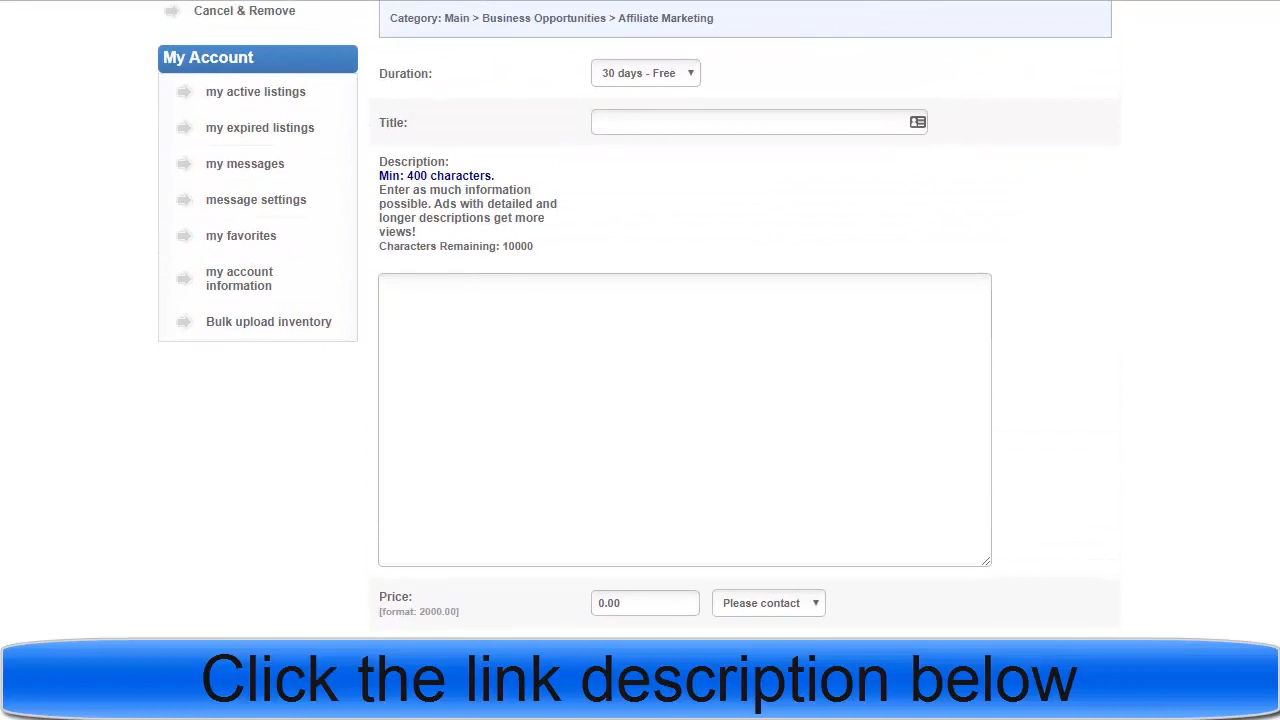 Cancel & Remove
My Account
my active listings
my expired listings
my messages
message settings
my favorites
my account
information
Bulk upload inventory
Category: Main > Business Opportunities > Affiliate Marketing
Duration:
30 days - Free
Title:
Description:
Min: 400 characters.
Enter as much information
possible. Ads with detailed and
longer descriptions get more
views!
Characters Remaining: 10000
Price:
[format: 2000.00]
0.00
Please contact
Click the link description below